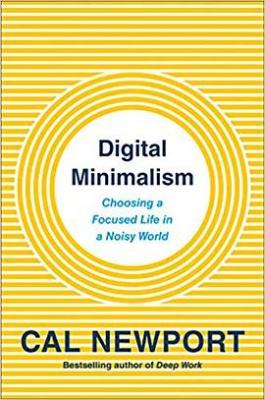 Digital
Minimalism
Choosing a
Focused Life in
a Noisy World
CAL NEWPORT
Bestselling author of Deep Work